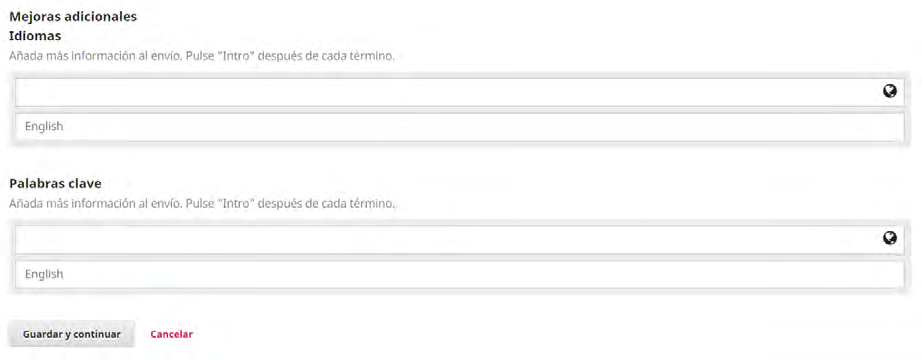 Mejoras adicionales
Idiomas
Añada más información al envío. Pulse "Intro" después de cada término.
English
Palabras clave
Añada más información al envío. Pulse "Intro" después de cada término.
English
Guardar y continuar Cancelar